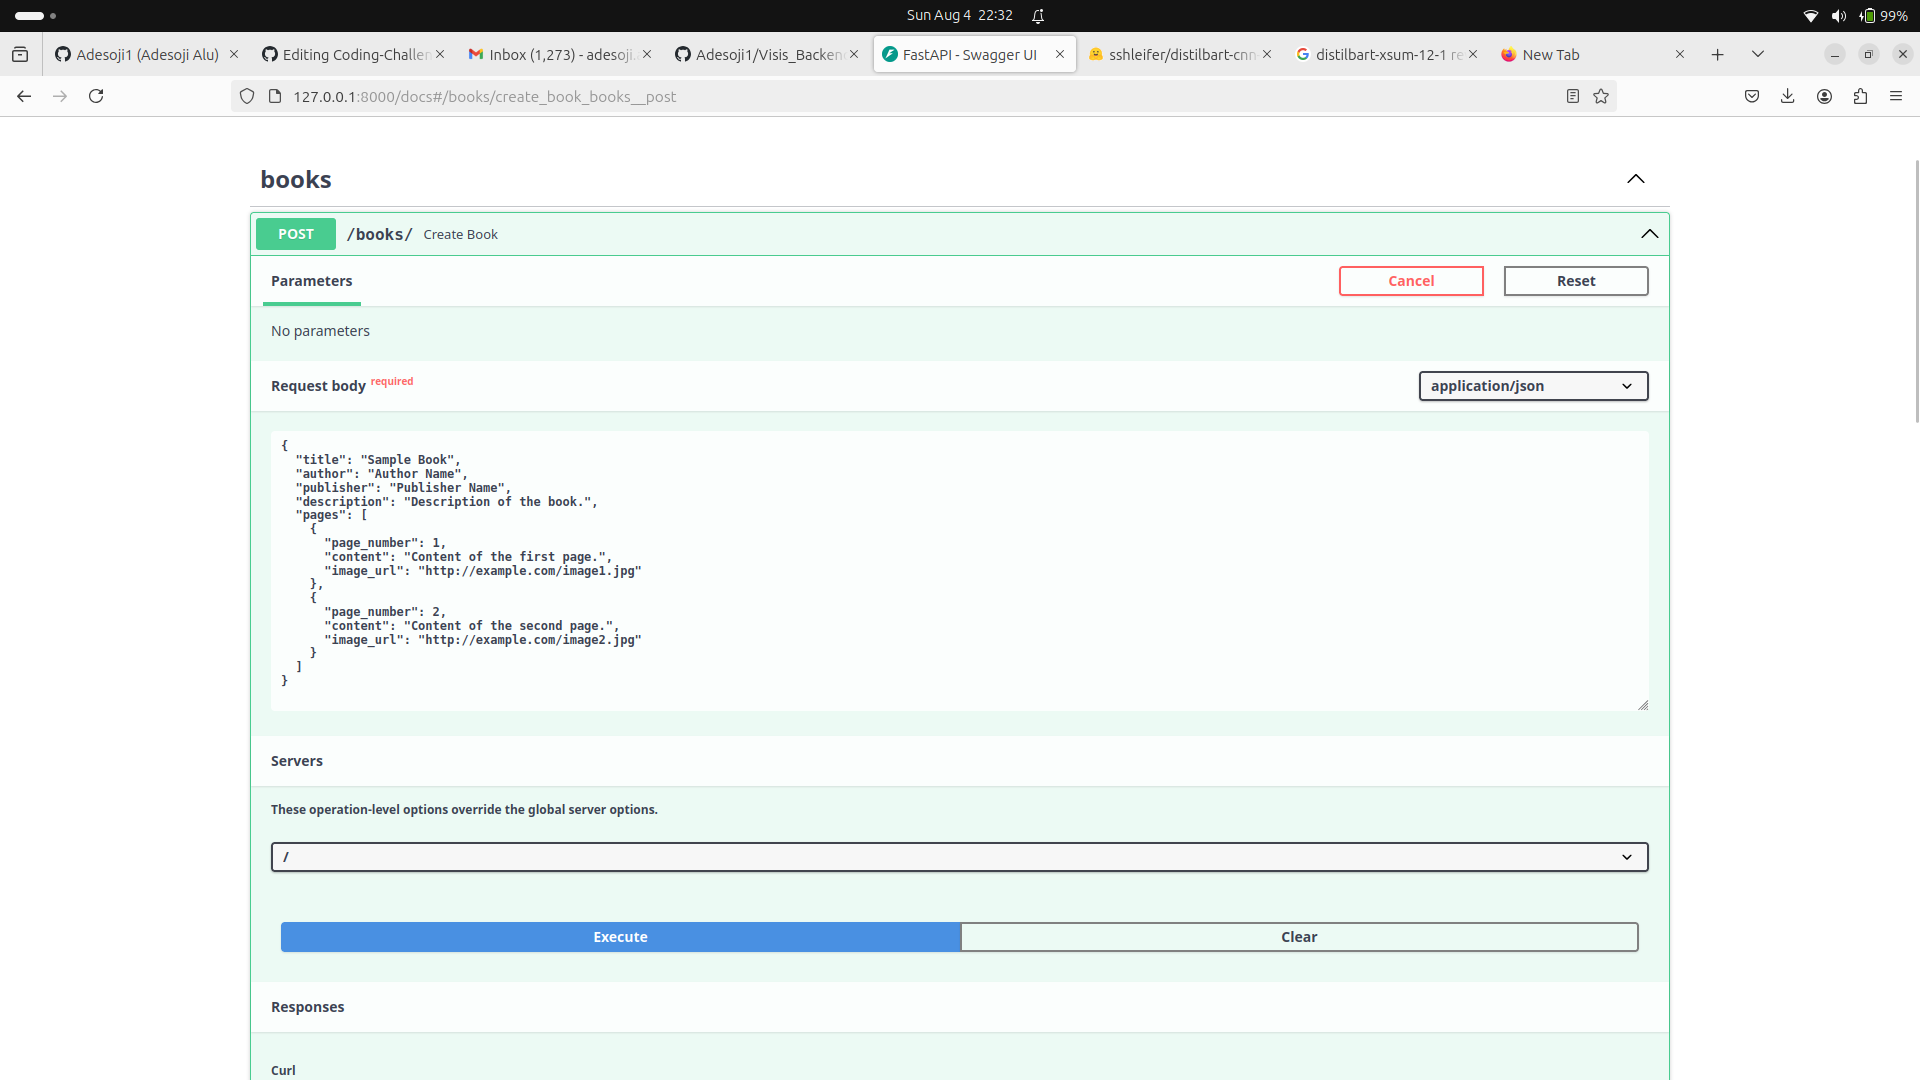 Sun Aug 4 22:32
99%
Adesoji1 (Adesoji Alu)
Editing Coding-Challen
Inbox (1,273) - adesoji.
Adesoji1/Visis_Backen
FastAPI - Swagger UI
sshleifer/distilbart-cnn
distilbart-xsum-12-1 re
New Tab
127.0.0.1:8000/docs#/books/create_book_books__post
books
POST /books/ Create Book
Parameters
Cancel
Reset
No parameters
Request body required
application/json
{
  "title": "Sample Book",
  "author": "Author Name",
  "publisher": "Publisher Name",
  "description": "Description of the book.",
  "pages": [
    {
      "page_number": 1,
      "content": "Content of the first page.",
      "image_url": "http://example.com/image1.jpg"
    },
    {
      "page_number": 2,
      "content": "Content of the second page.",
      "image_url": "http://example.com/image2.jpg"
    }
  ]
}
Servers
These operation-level options override the global server options.
/
Execute
Clear
Responses
Curl